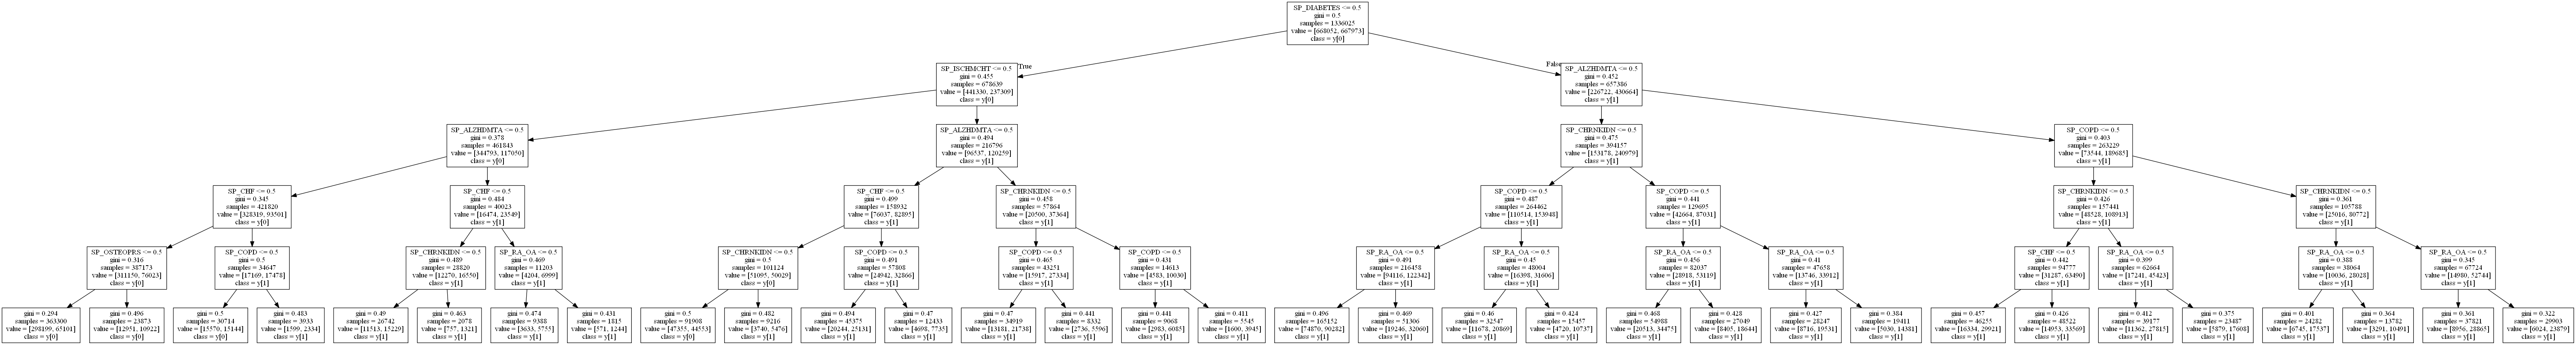 SP_DIABETES <= 0.5
gini = 0.5
samples = 1336025
value = [668052, 667973]
class = y[0]
True
False
SP_ISCHMCHT <= 0.5
gini = 0.455
samples = 678639
value = [441330, 237309]
class = y[0]
SP_ALZHDMTA <= 0.5
gini = 0.452
samples = 657386
value = [226722, 430664]
class = y[1]
SP_ALZHDMTA <= 0.5
gini = 0.378
samples = 461843
value = [344793, 117050]
class = y[0]
SP_ALZHDMTA <= 0.5
gini = 0.494
samples = 216796
value = [96537, 120259]
class = y[1]
SP_CHRNKIDN <= 0.5
gini = 0.475
samples = 394157
value = [153178, 240979]
class = y[1]
SP_COPD <= 0.5
gini = 0.403
samples = 263229
value = [73544, 189685]
class = y[1]
SP_CHF <= 0.5
gini = 0.345
samples = 421820
value = [328319, 93501]
class = y[0]
SP_CHF <= 0.5
gini = 0.484
samples = 40023
value = [16474, 23549]
class = y[1]
SP_CHF <= 0.5
gini = 0.499
samples = 158932
value = [76037, 82895]
class = y[1]
SP_CHRNKIDN <= 0.5
gini = 0.458
samples = 57864
value = [20500, 37364]
class = y[1]
SP_COPD <= 0.5
gini = 0.487
samples = 264462
value = [110514, 153948]
class = y[1]
SP_COPD <= 0.5
gini = 0.441
samples = 129695
value = [42664, 87031]
class = y[1]
SP_CHRNKIDN <= 0.5
gini = 0.426
samples = 157441
value = [48528, 108913]
class = y[1]
SP_CHRNKIDN <= 0.5
gini = 0.361
samples = 105788
value = [25016, 80772]
class = y[1]
SP_OSTEOPRS <= 0.5
gini = 0.316
samples = 387173
value = [311150, 76023]
class = y[0]
SP_COPD <= 0.5
gini = 0.5
samples = 34647
value = [17169, 17478]
class = y[1]
SP_CHRNKIDN <= 0.5
gini = 0.489
samples = 28820
value = [12270, 16550]
class = y[1]
SP_RA_OA <= 0.5
gini = 0.469
samples = 11203
value = [4204, 6999]
class = y[1]
SP_CHRNKIDN <= 0.5
gini = 0.5
samples = 101124
value = [51095, 50029]
class = y[0]
SP_COPD <= 0.5
gini = 0.491
samples = 57808
value = [24942, 32866]
class = y[1]
SP_COPD <= 0.5
gini = 0.465
samples = 43251
value = [15917, 27334]
class = y[1]
SP_COPD <= 0.5
gini = 0.431
samples = 14613
value = [4583, 10030]
class = y[1]
SP_RA_OA <= 0.5
gini = 0.491
samples = 216458
value = [94116, 122342]
class = y[1]
SP_RA_OA <= 0.5
gini = 0.45
samples = 48004
value = [16398, 31606]
class = y[1]
SP_RA_OA <= 0.5
gini = 0.456
samples = 82037
value = [28918, 53119]
class = y[1]
SP_RA_OA <= 0.5
gini = 0.41
samples = 47658
value = [13746, 33912]
class = y[1]
SP_CHF <= 0.5
gini = 0.442
samples = 94777
value = [31287, 63490]
class = y[1]
SP_RA_OA <= 0.5
gini = 0.399
samples = 62664
value = [17241, 45423]
class = y[1]
SP_RA_OA <= 0.5
gini = 0.388
samples = 38064
value = [10036, 28028]
class = y[1]
SP_RA_OA <= 0.5
gini = 0.345
samples = 67724
value = [14980, 52744]
class = y[1]
gini = 0.294
samples = 363300
value = [298199, 65101]
class = y[0]
gini = 0.496
samples = 23873
value = [12951, 10922]
class = y[0]
gini = 0.5
samples = 30714
value = [15570, 15144]
class = y[0]
gini = 0.483
samples = 3933
value = [1599, 2334]
class = y[1]
gini = 0.49
samples = 26742
value = [11513, 15229]
class = y[1]
gini = 0.463
samples = 2078
value = [757, 1321]
class = y[1]
gini = 0.474
samples = 9388
value = [3633, 5755]
class = y[1]
gini = 0.431
samples = 1815
value = [571, 1244]
class = y[1]
gini = 0.5
samples = 91908
value = [47355, 44553]
class = y[0]
gini = 0.482
samples = 9216
value = [3740, 5476]
class = y[1]
gini = 0.494
samples = 45375
value = [20244, 25131]
class = y[1]
gini = 0.47
samples = 12433
value = [4698, 7735]
class = y[1]
gini = 0.47
samples = 34919
value = [13181, 21738]
class = y[1]
gini = 0.441
samples = 8332
value = [2736, 5596]
class = y[1]
gini = 0.441
samples = 9068
value = [2983, 6085]
class = y[1]
gini = 0.411
samples = 5545
value = [1600, 3945]
class = y[1]
gini = 0.496
samples = 165152
value = [74870, 90282]
class = y[1]
gini = 0.469
samples = 51306
value = [19246, 32060]
class = y[1]
gini = 0.46
samples = 32547
value = [11678, 20869]
class = y[1]
gini = 0.424
samples = 15457
value = [4720, 10737]
class = y[1]
gini = 0.468
samples = 54988
value = [20513, 34475]
class = y[1]
gini = 0.428
samples = 27049
value = [8405, 18644]
class = y[1]
gini = 0.427
samples = 28247
value = [8716, 19531]
class = y[1]
gini = 0.384
samples = 19411
value = [5030, 14381]
class = y[1]
gini = 0.457
samples = 46255
value = [16334, 29921]
class = y[1]
gini = 0.426
samples = 48522
value = [14953, 33569]
class = y[1]
gini = 0.412
samples = 39177
value = [11362, 27815]
class = y[1]
gini = 0.375
samples = 23487
value = [5879, 17608]
class = y[1]
gini = 0.401
samples = 24282
value = [6745, 17537]
class = y[1]
gini = 0.364
samples = 13782
value = [3291, 10491]
class = y[1]
gini = 0.361
samples = 37821
value = [8956, 28865]
class = y[1]
gini = 0.322
samples = 29903
value = [6024, 23879]
class = y[1]